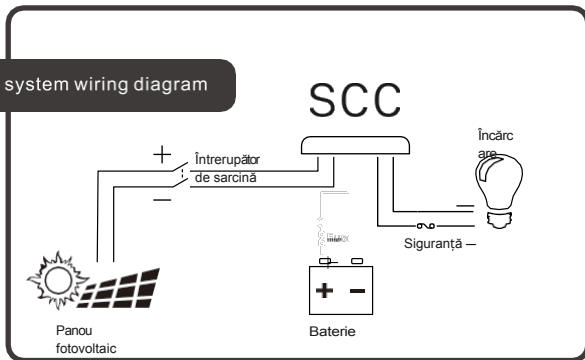 system wiring diagram
SCC
Încărc
are
+
Întrerupător
de sarcină
—
—
Siguranță —
+ −
Panou
fotovoltaic
Baterie